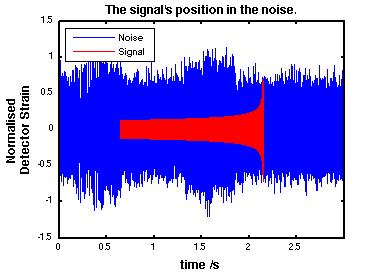 The signal's position in the noise.
1.5
Noise
Signal
1
0.5
0
-0.5
-1
-1.5
Normalised
Detector Strain
0 0.5 1 1.5 2 2.5
time /s